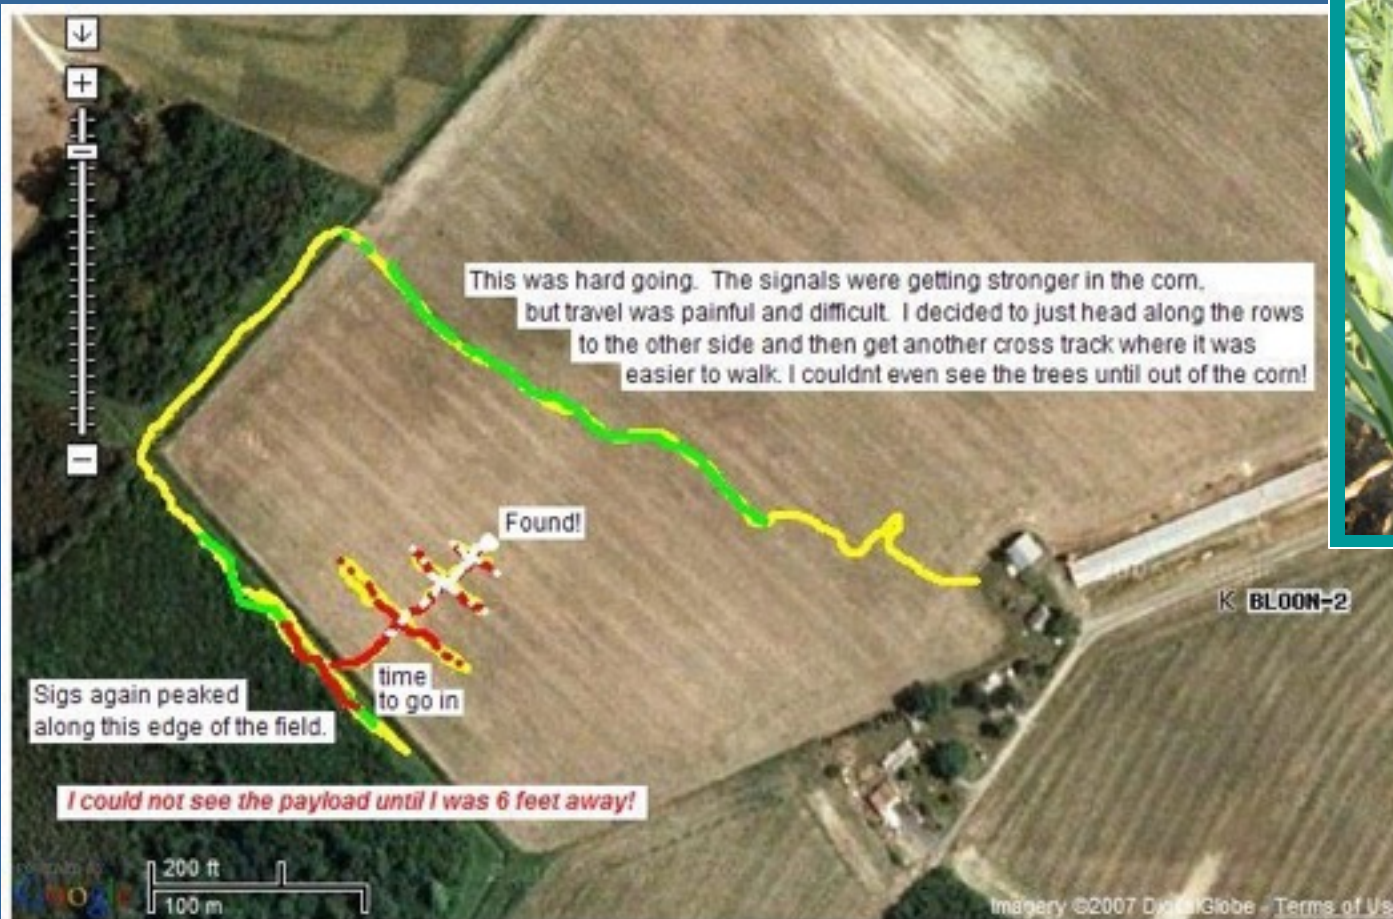 This was hard going. The signals were getting stronger in the corn,
but travel was painful and difficult. I decided to just head along the rows
to the other side and then get another cross track where it was
easier to walk. I couldnt even see the trees until out of the corn!
Found!
K BLOON-2
time
to go in
Sigs again peaked
along this edge of the field.
I could not see the payload until I was 6 feet away!
200 ft
100 m
Google
Imagery ©2007 DigitalGlobe - Terms of Us